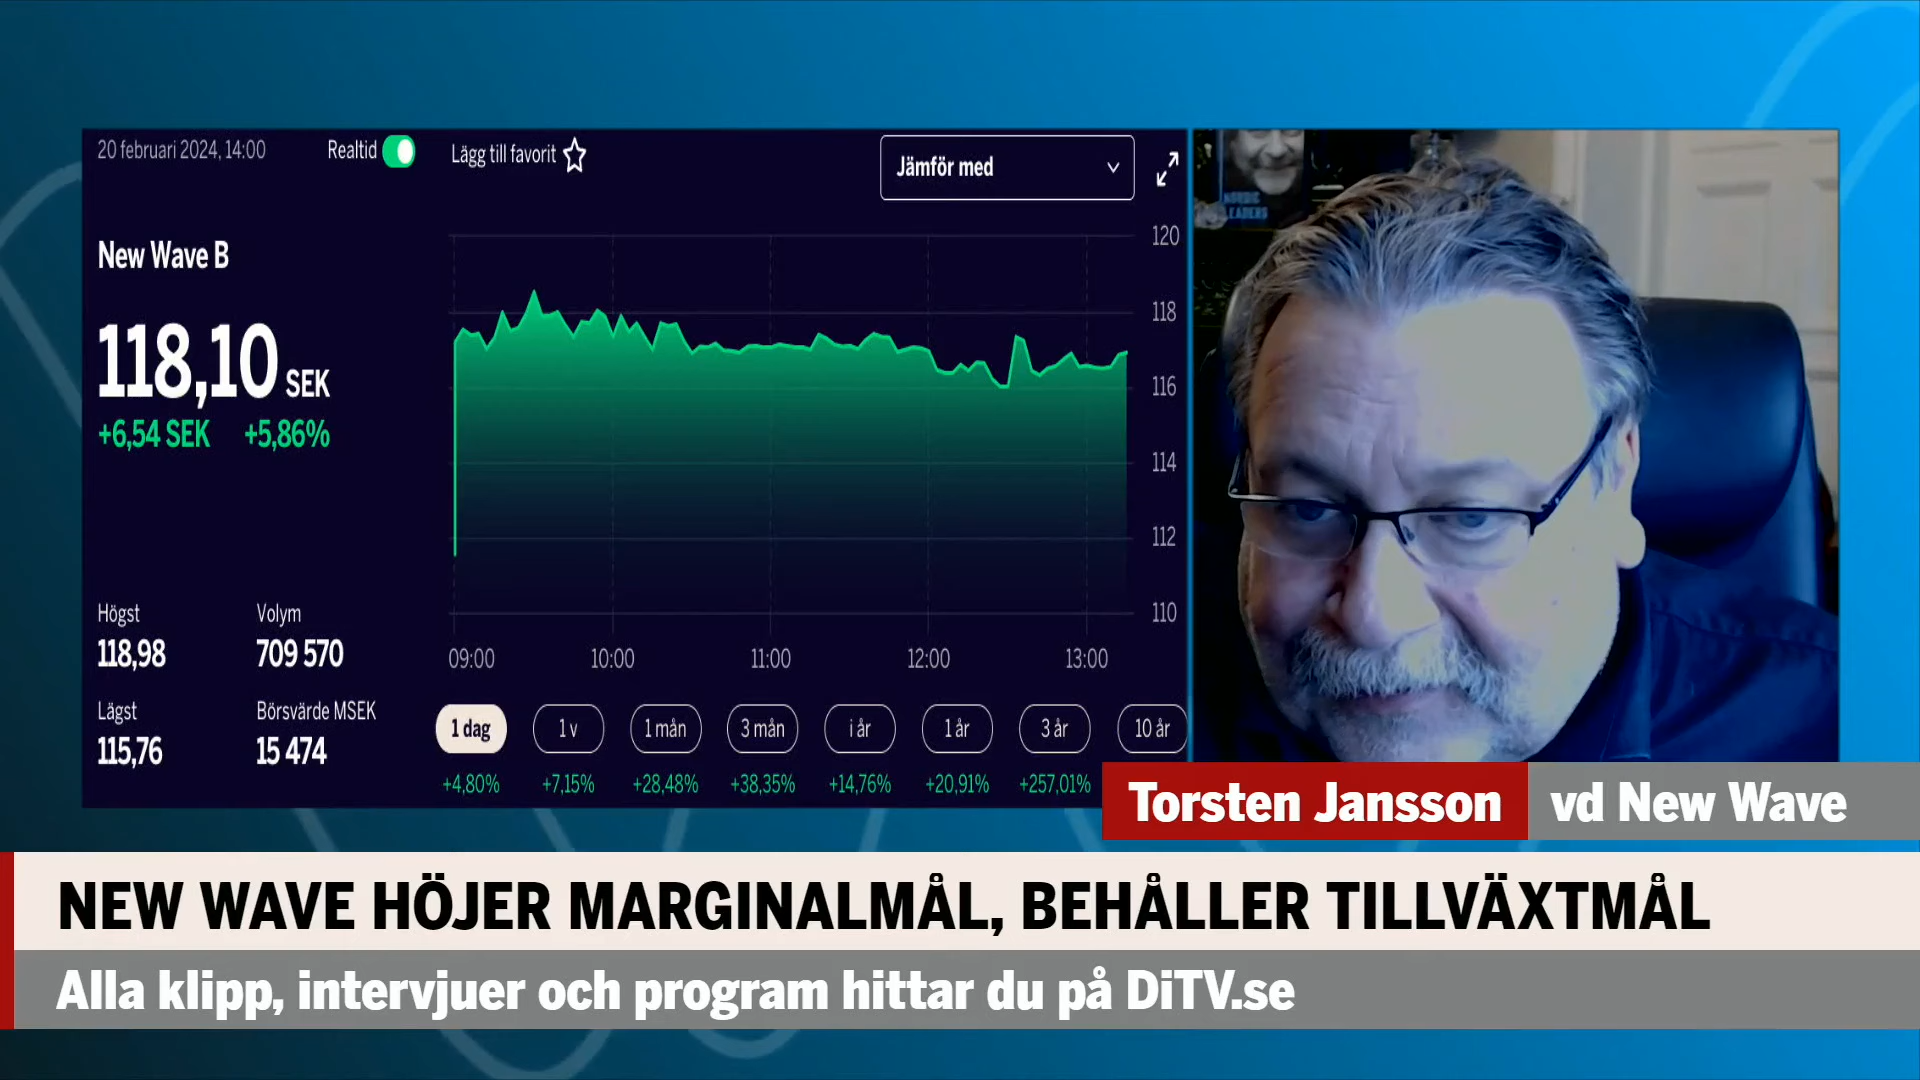 20 februari 2024, 14:00
Realtid
Lägg till favorit
Jämför med
New Wave B
118,10 SEK
+6,54 SEK +5,86%
Högst
118,98
Volym
709 570
Lägst
115,76
Börsvärde MSEK
15 474
120
118
116
114
112
110
09:00 10:00 11:00 12:00 13:00
1 dag 1 v 1 mån 3 mån i år 1 år 3 år 10 år
+4,80% +7,15% +28,48% +38,35% +14,76% +20,91% +257,01%
NORDIC
LEADERS
Torsten Jansson vd New Wave
NEW WAVE HÖJER MARGINALMÅL, BEHÅLLER TILLVÄXTMÅL
Alla klipp, intervjuer och program hittar du på DiTV.se